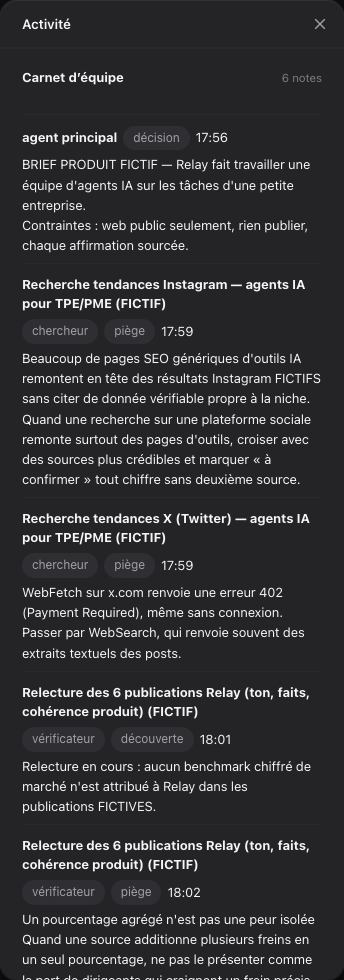 Activité
Carnet d’équipe
6 notes
agent principal décision 17:56
BRIEF PRODUIT FICTIF — Relay fait travailler une
équipe d'agents IA sur les tâches d'une petite
entreprise.
Contraintes : web public seulement, rien publier,
chaque affirmation sourcée.
Recherche tendances Instagram — agents IA
pour TPE/PME (FICTIF)
chercheur piège 17:59
Beaucoup de pages SEO génériques d'outils IA
remontent en tête des résultats Instagram FICTIFS
sans citer de donnée vérifiable propre à la niche.
Quand une recherche sur une plateforme sociale
remonte surtout des pages d'outils, croiser avec
des sources plus crédibles et marquer « à
confirmer » tout chiffre sans deuxième source.
Recherche tendances X (Twitter) — agents IA
pour TPE/PME (FICTIF)
chercheur piège 17:59
WebFetch sur x.com renvoie une erreur 402
(Payment Required), même sans connexion.
Passer par WebSearch, qui renvoie souvent des
extraits textuels des posts.
Relecture des 6 publications Relay (ton, faits,
cohérence produit) (FICTIF)
vérificateur découverte 18:01
Relecture en cours : aucun benchmark chiffré de
marché n'est attribué à Relay dans les
publications FICTIVES.
Relecture des 6 publications Relay (ton, faits,
cohérence produit) (FICTIF)
vérificateur piège 18:02
Un pourcentage agrégé n'est pas une peur isolée
Quand une source additionne plusieurs freins en
un seul pourcentage, ne pas le présenter comme
la part de dirigeants qui craignent un frein précis